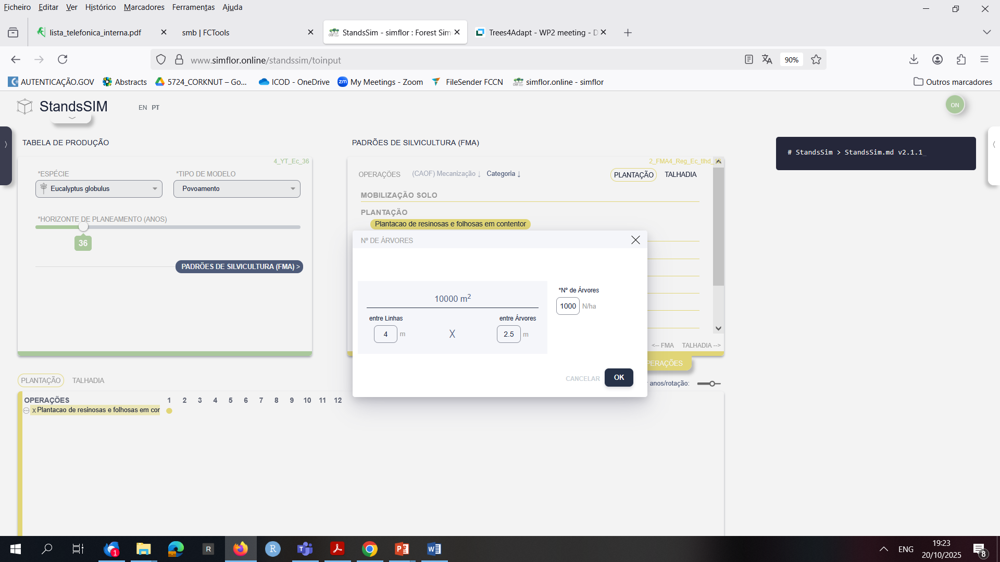 Ficheiro Editar Ver Histórico Marcadores Ferramentas Ajuda
lista_telefonica_interna.pdf
smb | FCTools
StandsSim - simflor : Forest Sim
Trees4Adapt - WP2 meeting - D
www.simflor.online/standssim/toinput
90%
AUTENTICAÇÃO.GOV
Abstracts
5724_CORKNUT – Go...
ICOD - OneDrive
zm My Meetings - Zoom
FileSender FCCN
simflor.online - simflor
Outros marcadores
StandsSIM
EN PT
ON
TABELA DE PRODUÇÃO
4_YT_Ec_36
*ESPÉCIE
*TIPO DE MODELO
Eucalyptus globulus
Povoamento
*HORIZONTE DE PLANEAMENTO (ANOS)
36
PADRÕES DE SILVICULTURA (FMA) >
PADRÕES DE SILVICULTURA (FMA)
2_FMA4_Reg_Ec_tlhd_
OPERAÇÕES
(CAOF) Mecanização ↓
Categoria ↓
PLANTAÇÃO
TALHADIA
MOBILIZAÇÃO SOLO
PLANTAÇÃO
Plantacao de resinosas e folhosas em contentor
<-- FMA
TALHADIA -->
PERAÇÕES
anos/rotação:
# StandsSim > StandsSim.md v2.1.1_
Nº DE ÁRVORES
10000 m²
entre Linhas
entre Árvores
4 m
X
2.5 m
*Nº de Árvores
1000 N/ha
CANCELAR
OK
PLANTAÇÃO
TALHADIA
OPERAÇÕES 1 2 3 4 5 6 7 8 9 10 11 12
x Plantacao de resinosas e folhosas em cor
1
R
R
ENG
19:23
20/10/2025
8